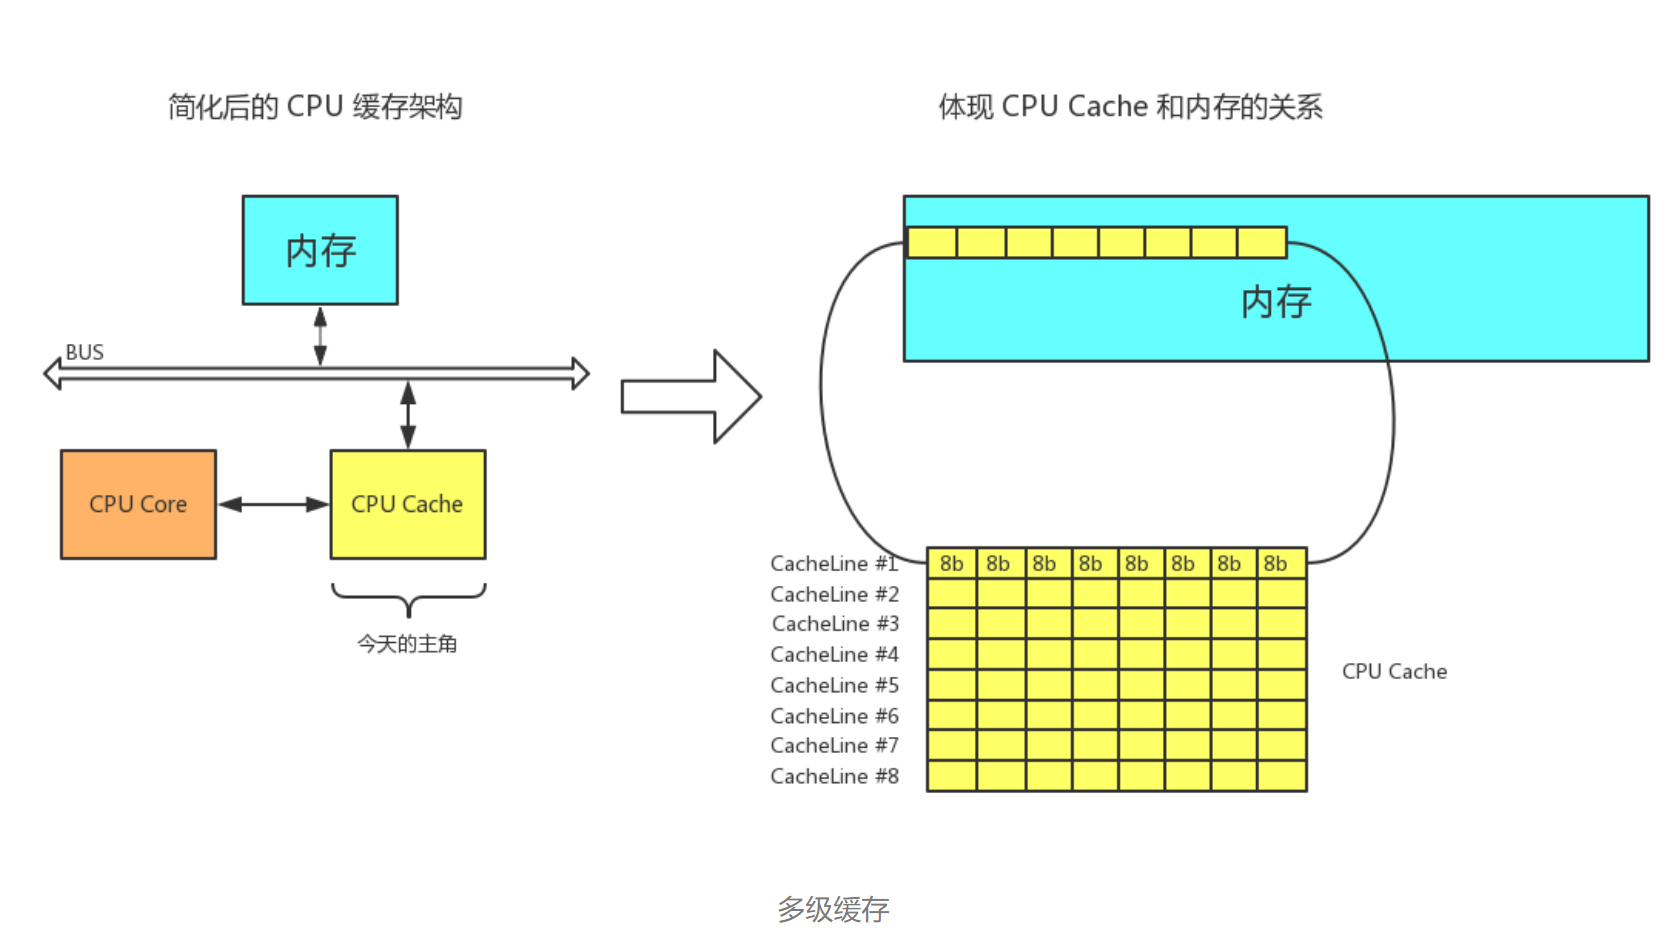 简化后的 CPU 缓存架构
内存
BUS
CPU Core
CPU Cache
今天的主角
体现 CPU Cache 和内存的关系
内存
CacheLine #1 8b 8b 8b 8b 8b 8b 8b 8b
CacheLine #2
CacheLine #3
CacheLine #4
CacheLine #5
CacheLine #6
CacheLine #7
CacheLine #8
CPU Cache
多级缓存